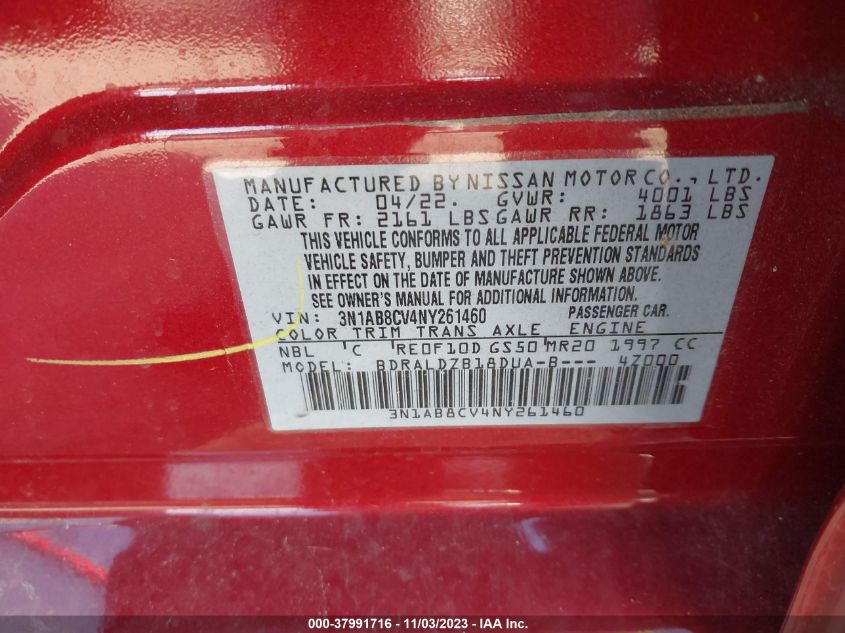 MANUFACTURED BY NISSAN MOTOR CO., LTD.
DATE: 04/22. GVWR: 4001 LBS
GAWR FR: 2161 LBS GAWR RR: 1863 LBS
THIS VEHICLE CONFORMS TO ALL APPLICABLE FEDERAL MOTOR
VEHICLE SAFETY, BUMPER AND THEFT PREVENTION STANDARDS
IN EFFECT ON THE DATE OF MANUFACTURE SHOWN ABOVE.
SEE OWNER'S MANUAL FOR ADDITIONAL INFORMATION.
VIN: 3N1AB8CV4NY261460 PASSENGER CAR.
COLOR TRIM TRANS AXLE ENGINE
NBL C RE0F10D GS50 MR20 1997 CC
MODEL: BDRALDZB18DUA-B--- 47000
3N1AB8CV4NY261460
000-37991716 - 11/03/2023 - IAA Inc.